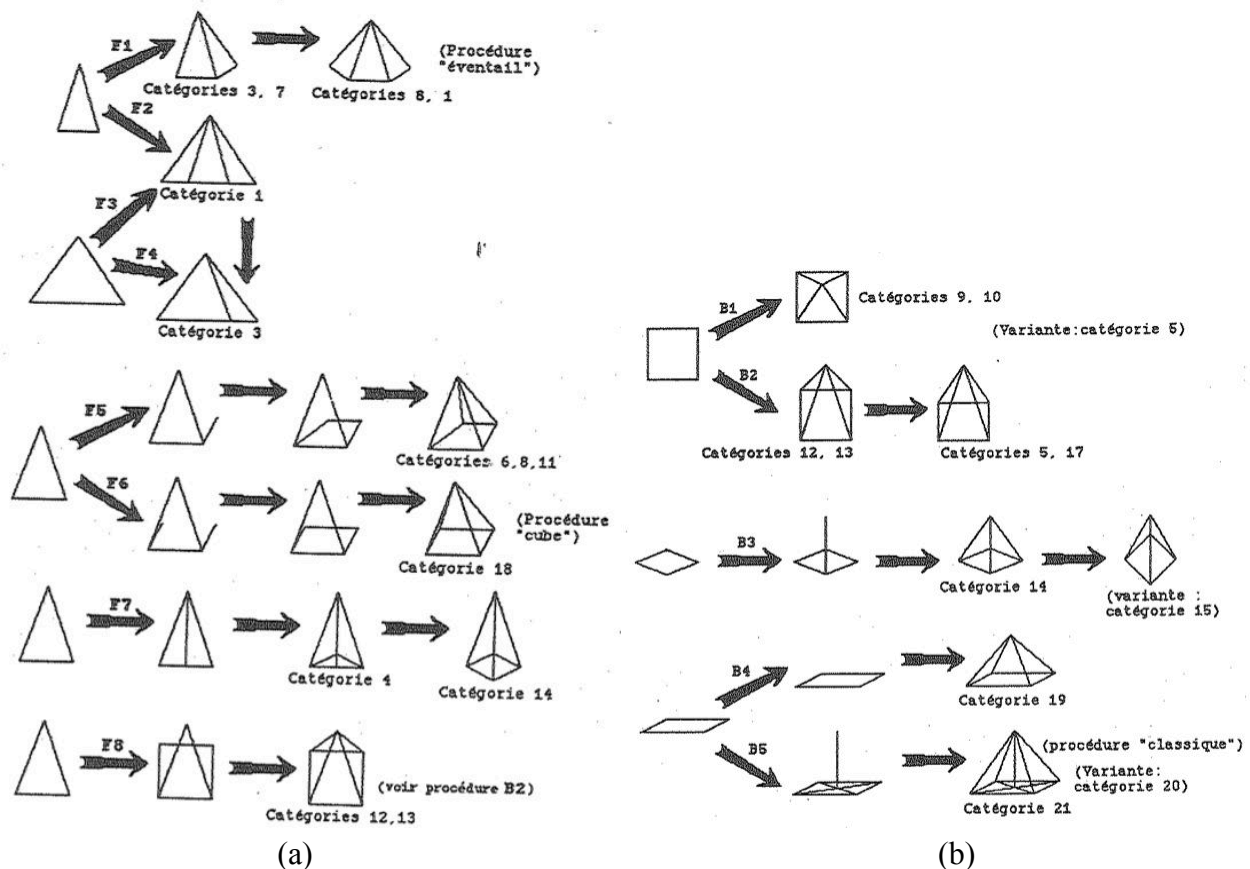 F1
(Procédure
"éventail")
Catégories 3, 7
Catégories 8, 1
F2
Catégorie 1
F3
F4
Catégorie 3
F5
Catégories 6,8,11
F6
(Procédure
"cube")
Catégorie 18
F7
Catégorie 4
Catégorie 14
F8
(voir procédure B2)
Catégories 12,13
(a)
B1
Catégories 9, 10
(Variante:catégorie 5)
B2
Catégories 12, 13
Catégories 5, 17
B3
Catégorie 14
(variante :
catégorie 15)
B4
Catégorie 19
B5
(procédure "classique")
(Variante:
catégorie 20)
Catégorie 21
(b)